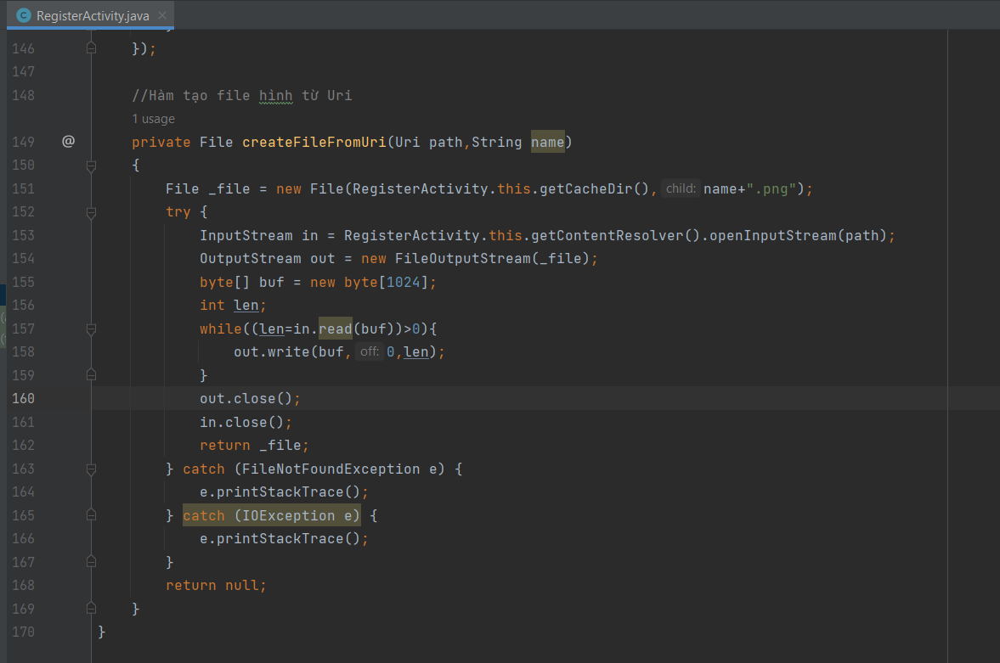 C RegisterActivity.java ×
146 });
147
148 //Hàm tạo file hình từ Uri
1 usage
149 @ private File createFileFromUri(Uri path,String name)
150 {
151 File _file = new File(RegisterActivity.this.getCacheDir(), child: name+".png");
152 try {
153 InputStream in = RegisterActivity.this.getContentResolver().openInputStream(path);
154 OutputStream out = new FileOutputStream(_file);
155 byte[] buf = new byte[1024];
156 int len;
157 while((len=in.read(buf))>0){
158 out.write(buf, off: 0,len);
159 }
160 out.close();
161 in.close();
162 return _file;
163 } catch (FileNotFoundException e) {
164 e.printStackTrace();
165 } catch (IOException e) {
166 e.printStackTrace();
167 }
168 return null;
169 }
170 }